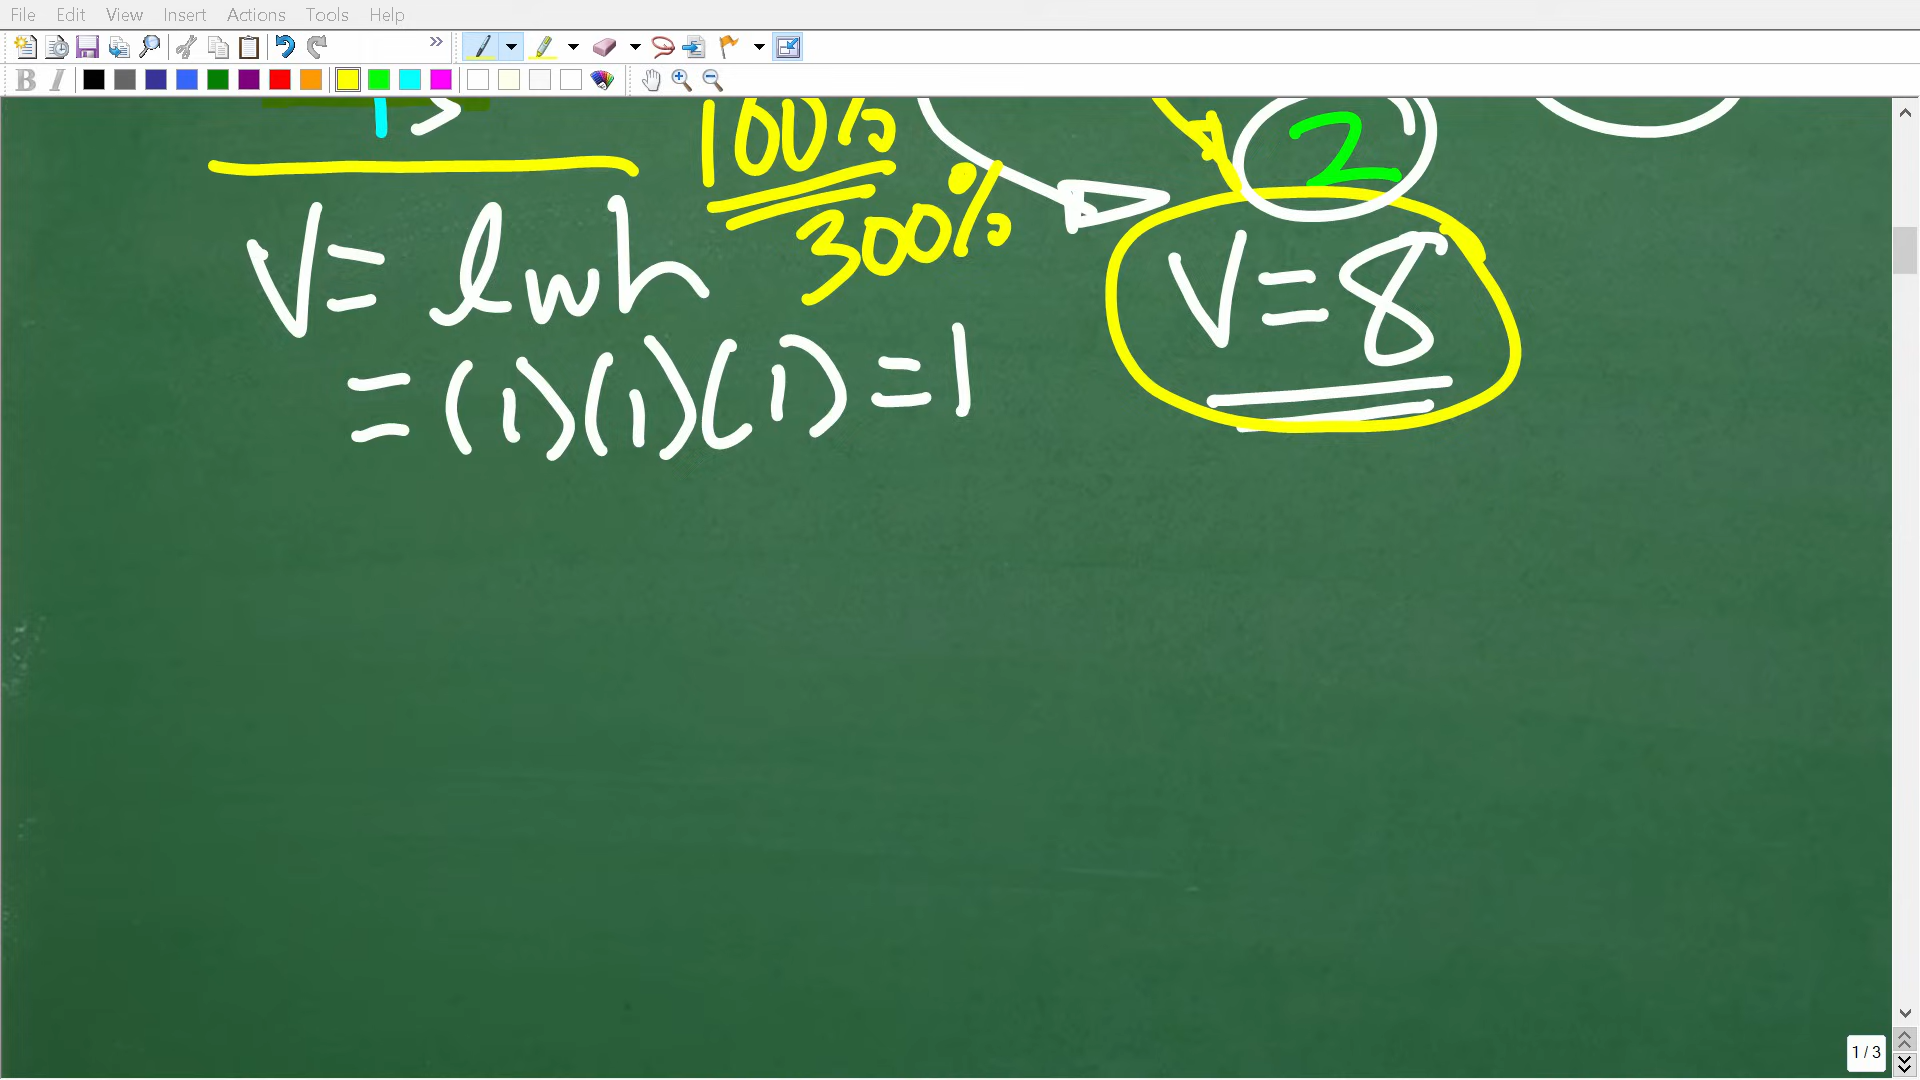 File Edit View Insert Actions Tools Help
B I
100%
300%
2
V= lwh
= (1)(1)(1) = 1
V=8
1 / 3